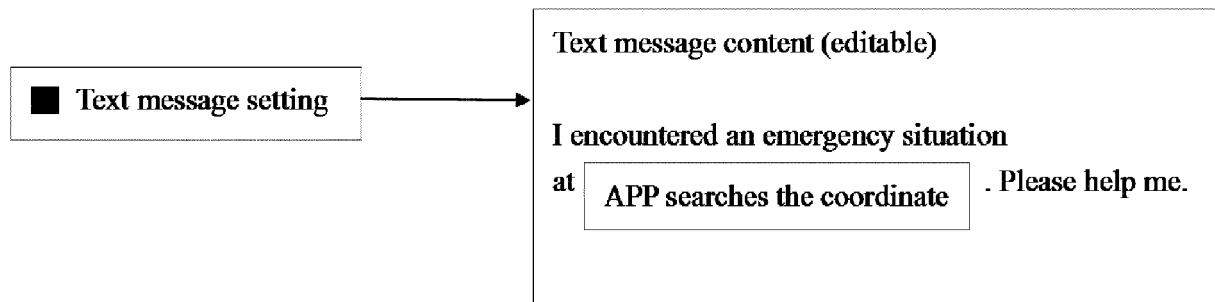 Text message setting
Text message content (editable)
I encountered an emergency situation
at APP searches the coordinate . Please help me.